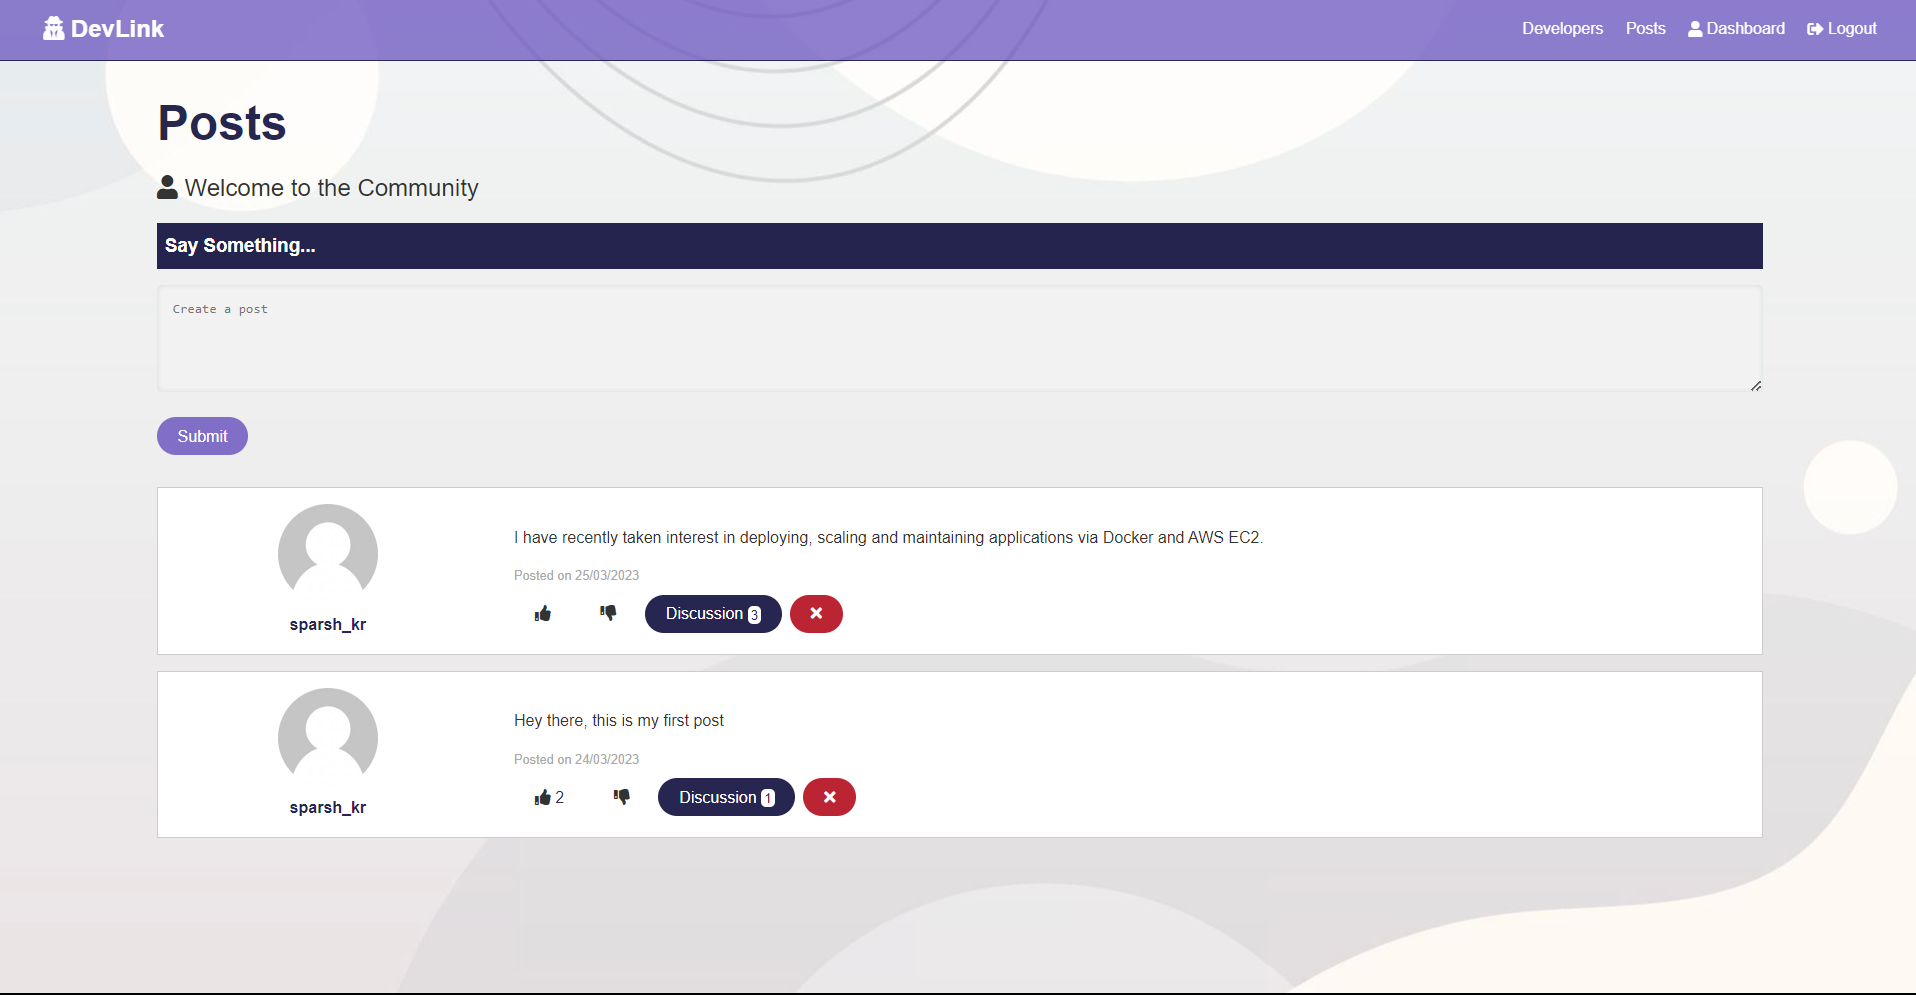 DevLink
Developers Posts Dashboard Logout
Posts
Welcome to the Community
Say Something...
Create a post
Submit
I have recently taken interest in deploying, scaling and maintaining applications via Docker and AWS EC2.
Posted on 25/03/2023
Discussion 3
sparsh_kr
Hey there, this is my first post
Posted on 24/03/2023
2 Discussion 1
sparsh_kr